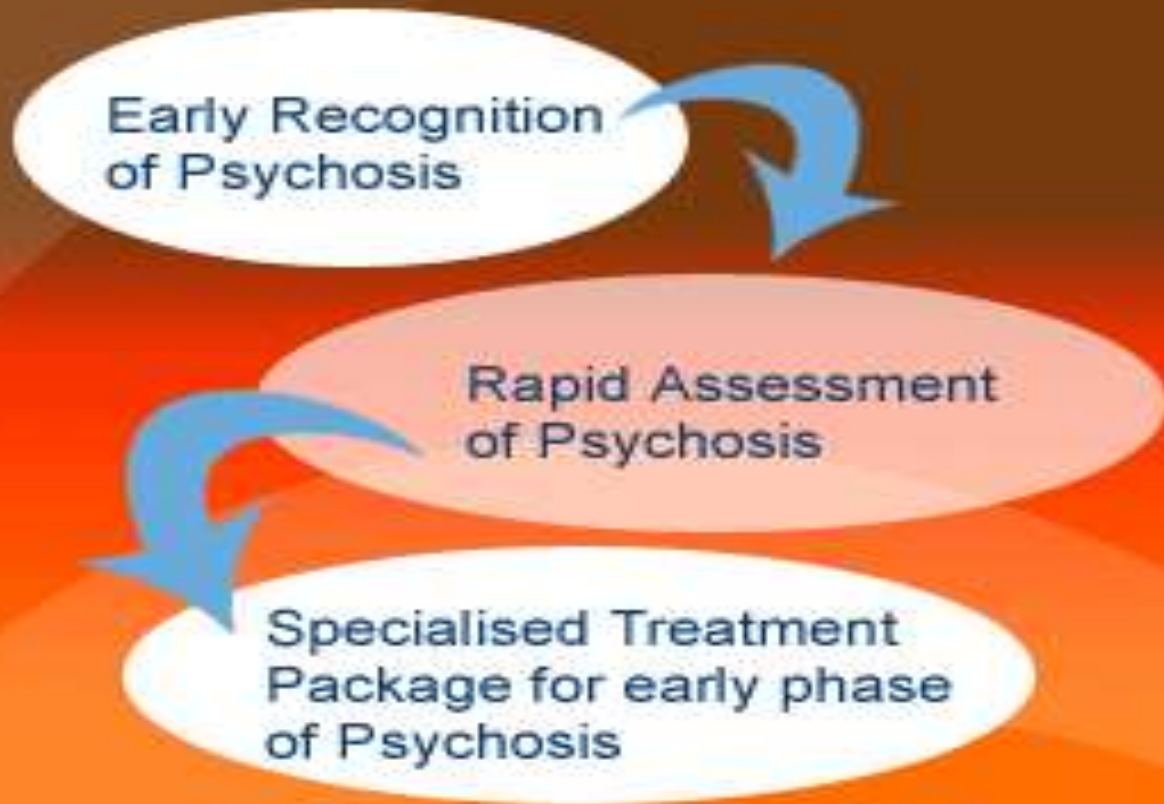 Early Recognition
of Psychosis
Rapid Assessment
of Psychosis
Specialised Treatment
Package for early phase
of Psychosis